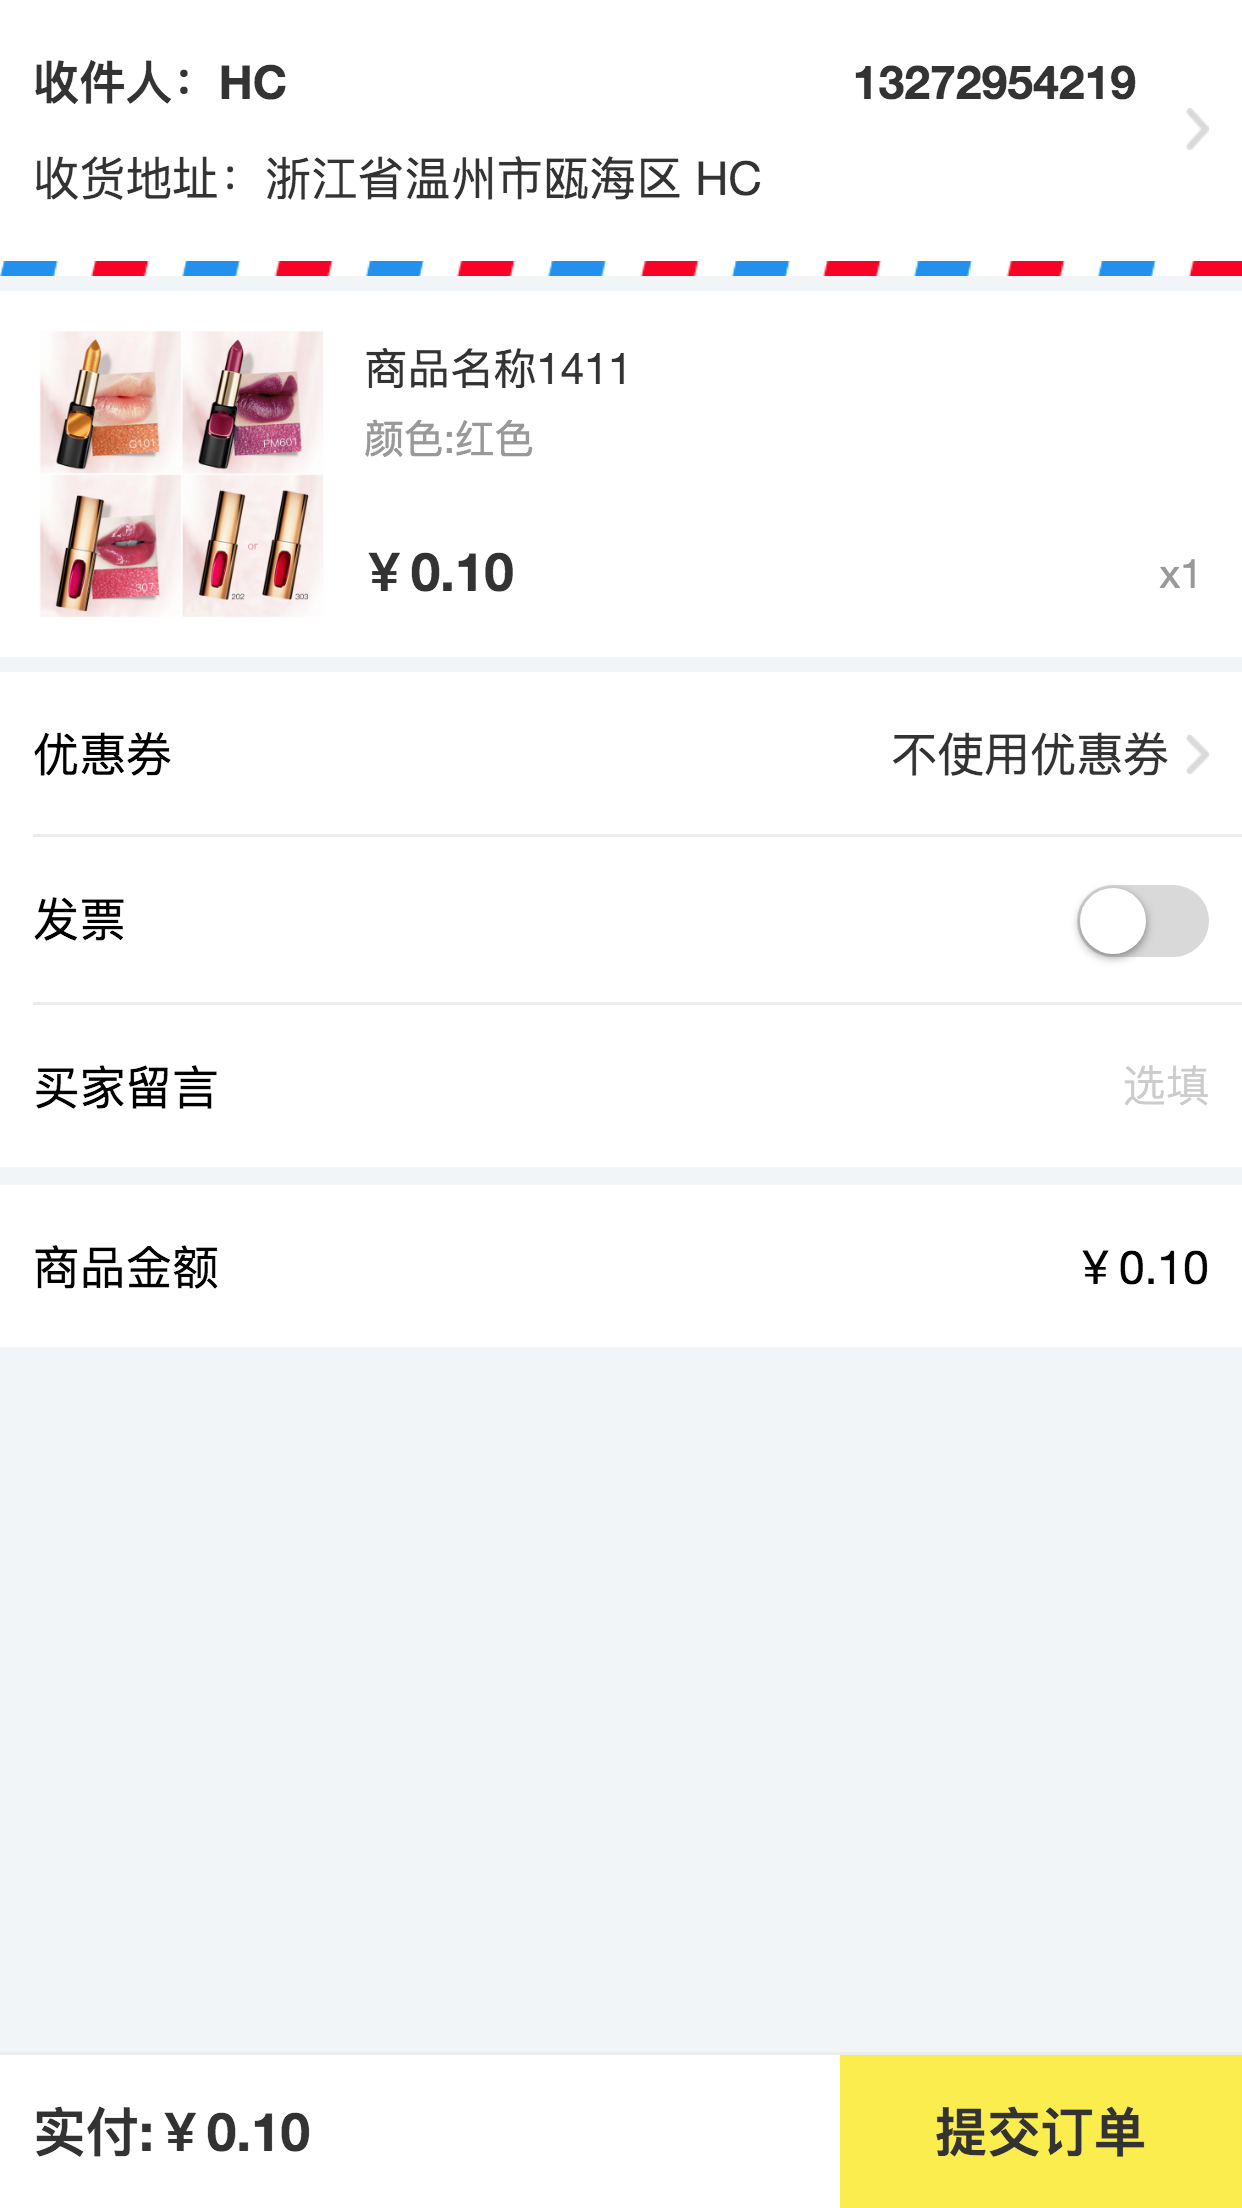 收件人：HC 13272954219
收货地址：浙江省温州市瓯海区 HC
商品名称1411
颜色:红色
G101
PM601
307
or
202
303
¥ 0.10 x1
优惠券 不使用优惠券
发票
买家留言 选填
商品金额 ¥ 0.10
实付: ¥ 0.10 提交订单